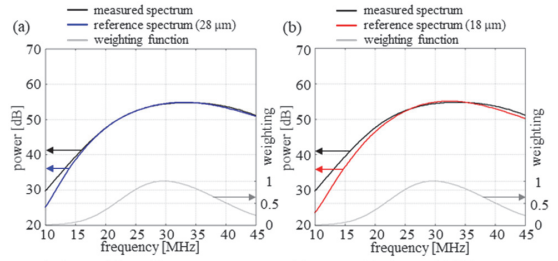 (a)
measured spectrum
reference spectrum (28 μm)
weighting function
power [dB]
70
60
50
40
30
20
weighting
1
0.5
0
10 15 20 25 30 35 40 45
frequency [MHz]
(b)
measured spectrum
reference spectrum (18 μm)
weighting function
power [dB]
70
60
50
40
30
20
weighting
1
0.5
0
10 15 20 25 30 35 40 45
frequency [MHz]